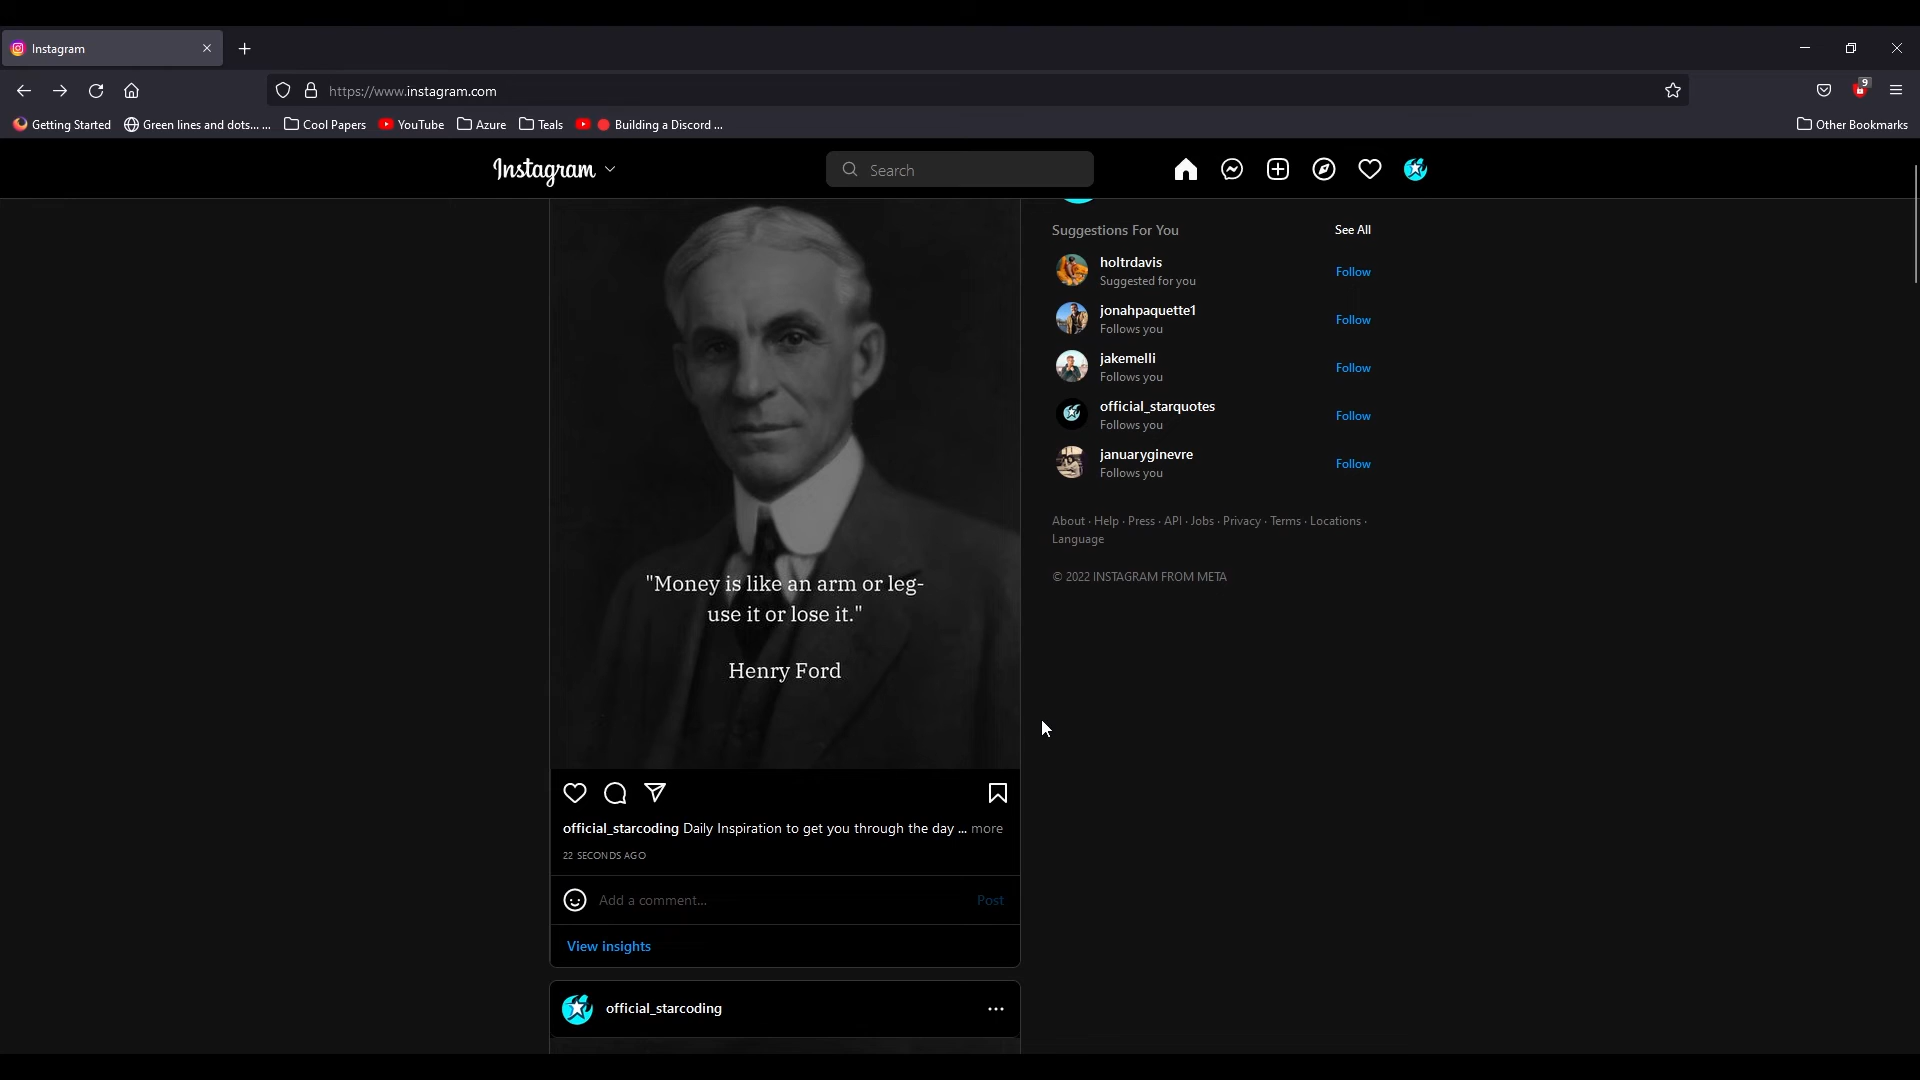 Instagram
https://www.instagram.com
9
Getting Started
Green lines and dots... ...
Cool Papers
YouTube
Azure
Teals
Building a Discord ...
Other Bookmarks
Instagram
Search
Suggestions For You
See All
holtrdavis
Suggested for you
Follow
jonahpaquette1
Follows you
Follow
jakemelli
Follows you
Follow
official_starquotes
Follows you
Follow
januaryginevre
Follows you
Follow
About · Help · Press · API · Jobs · Privacy · Terms · Locations ·
Language
© 2022 INSTAGRAM FROM META
"Money is like an arm or leg-
use it or lose it."
Henry Ford
official_starcoding Daily Inspiration to get you through the day ... more
22 SECONDS AGO
Add a comment...
Post
View insights
official_starcoding